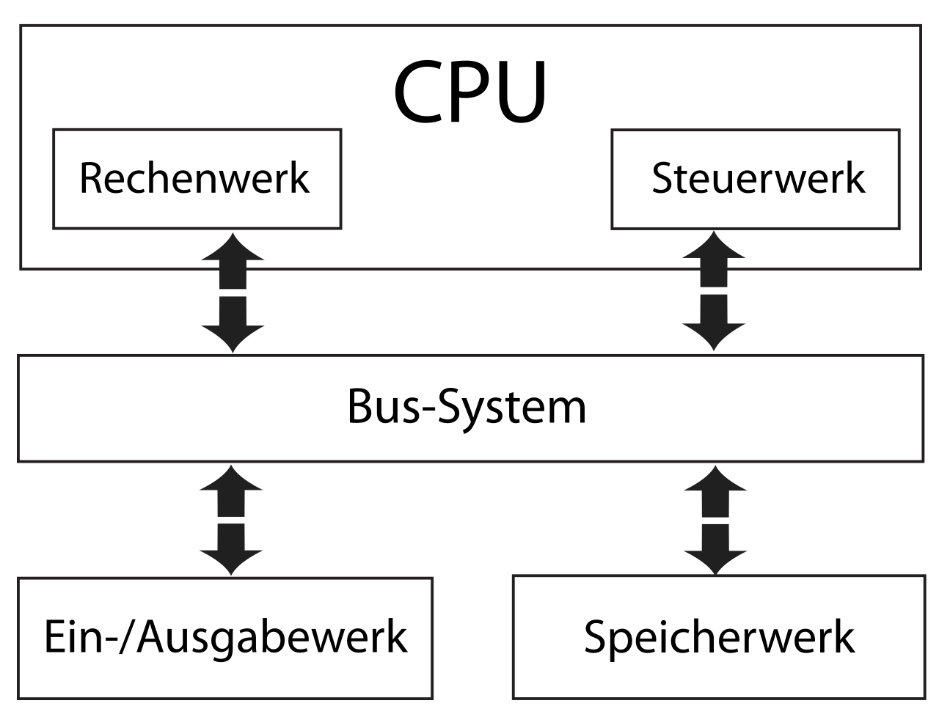 CPU
Rechenwerk
Steuerwerk
Bus-System
Ein-/Ausgabewerk
Speicherwerk